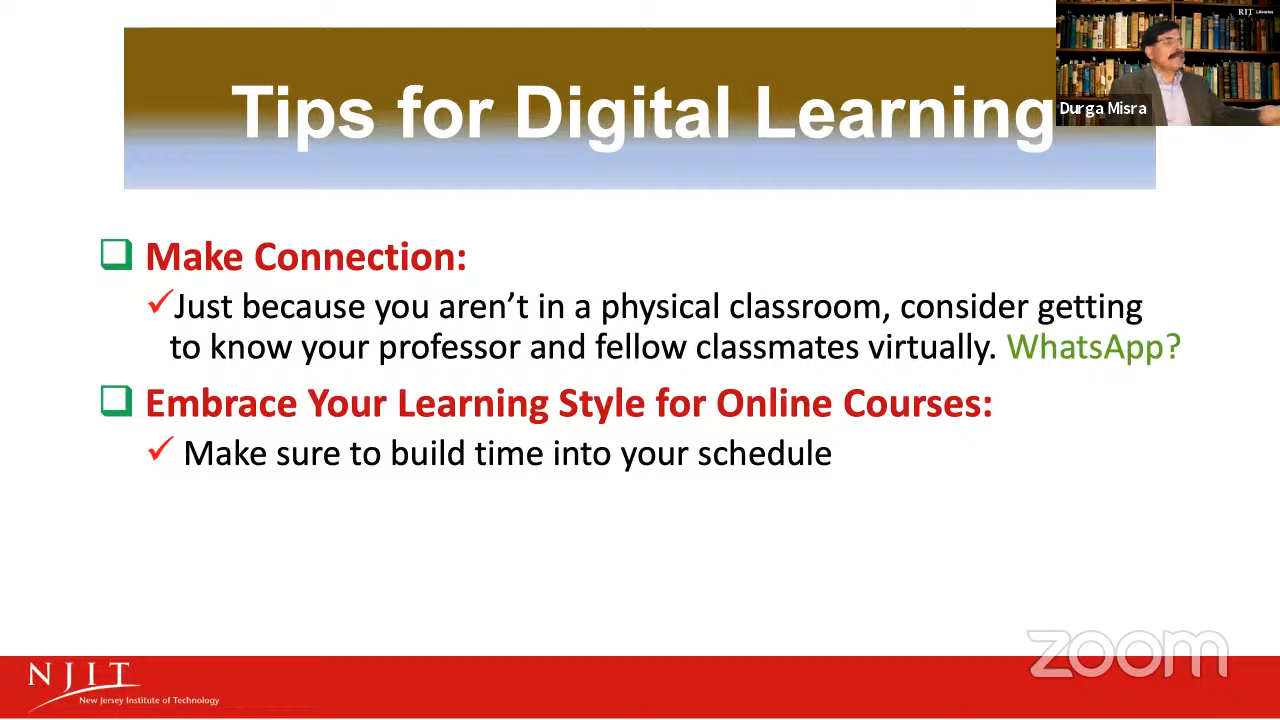 RIT Libraries
Tips for Digital Learning
Durga Misra
Make Connection:
Just because you aren’t in a physical classroom, consider getting
to know your professor and fellow classmates virtually. WhatsApp?
Embrace Your Learning Style for Online Courses:
Make sure to build time into your schedule
zoom
NJIT
New Jersey Institute of Technology